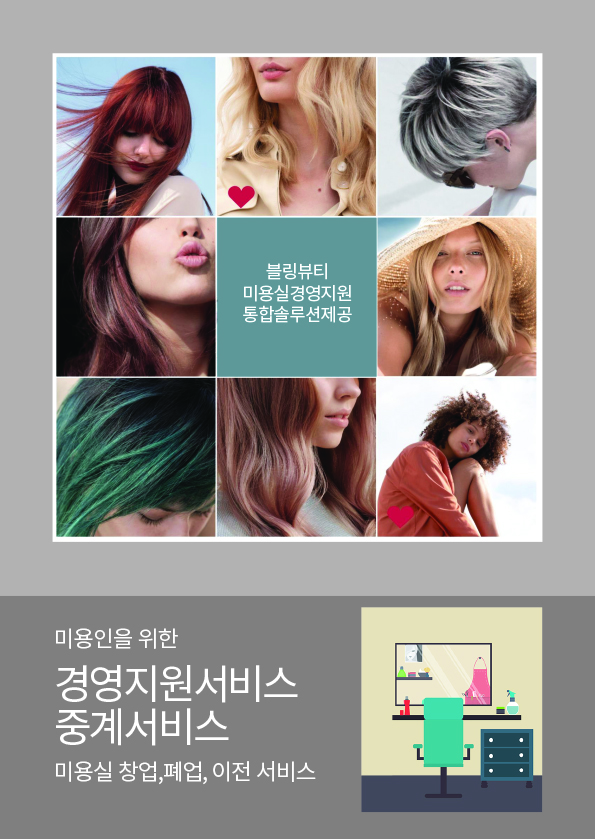 블링뷰티
미용실경영지원
통합솔루션제공
미용인을 위한
경영지원서비스
중계서비스
미용실 창업,폐업, 이전 서비스